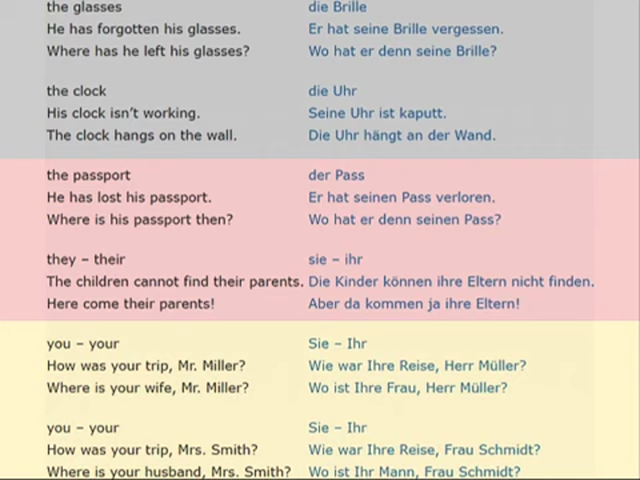 the glasses die Brille
He has forgotten his glasses. Er hat seine Brille vergessen.
Where has he left his glasses? Wo hat er denn seine Brille?
the clock die Uhr
His clock isn’t working. Seine Uhr ist kaputt.
The clock hangs on the wall. Die Uhr hängt an der Wand.
the passport der Pass
He has lost his passport. Er hat seinen Pass verloren.
Where is his passport then? Wo hat er denn seinen Pass?
they – their sie – ihr
The children cannot find their parents. Die Kinder können ihre Eltern nicht finden.
Here come their parents! Aber da kommen ja ihre Eltern!
you – your Sie – Ihr
How was your trip, Mr. Miller? Wie war Ihre Reise, Herr Müller?
Where is your wife, Mr. Miller? Wo ist Ihre Frau, Herr Müller?
you – your Sie – Ihr
How was your trip, Mrs. Smith? Wie war Ihre Reise, Frau Schmidt?
Where is your husband, Mrs. Smith? Wo ist Ihr Mann, Frau Schmidt?